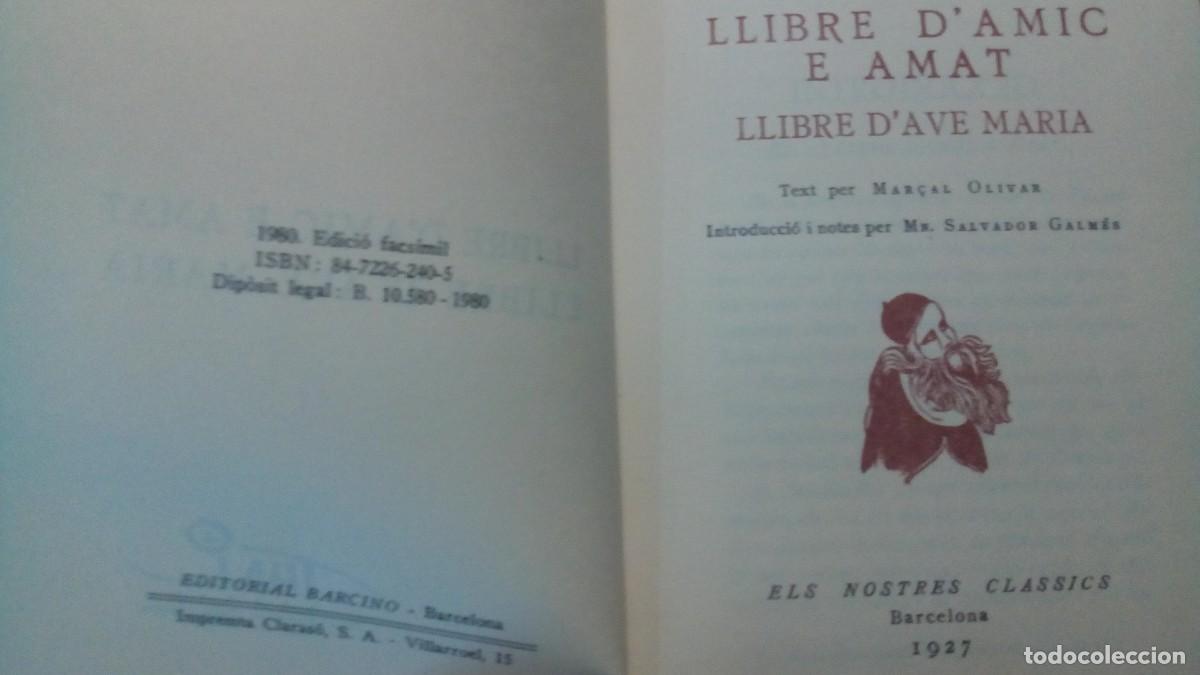 1980. Edició facsímil
ISBN: 84-7226-240-5
Dipòsit legal: B. 10.580-1980
EDITORIAL BARCINO - Barcelona
Impremta Clarasó, S. A. - Villarroel, 15
LLIBRE D'AMIC
E AMAT
LLIBRE D'AVE MARIA
Text per MARÇAL OLIVAR
Introducció i notes per MN. SALVADOR GALMÉS
ELS NOSTRES CLASSICS
Barcelona
1927
todocoleccion